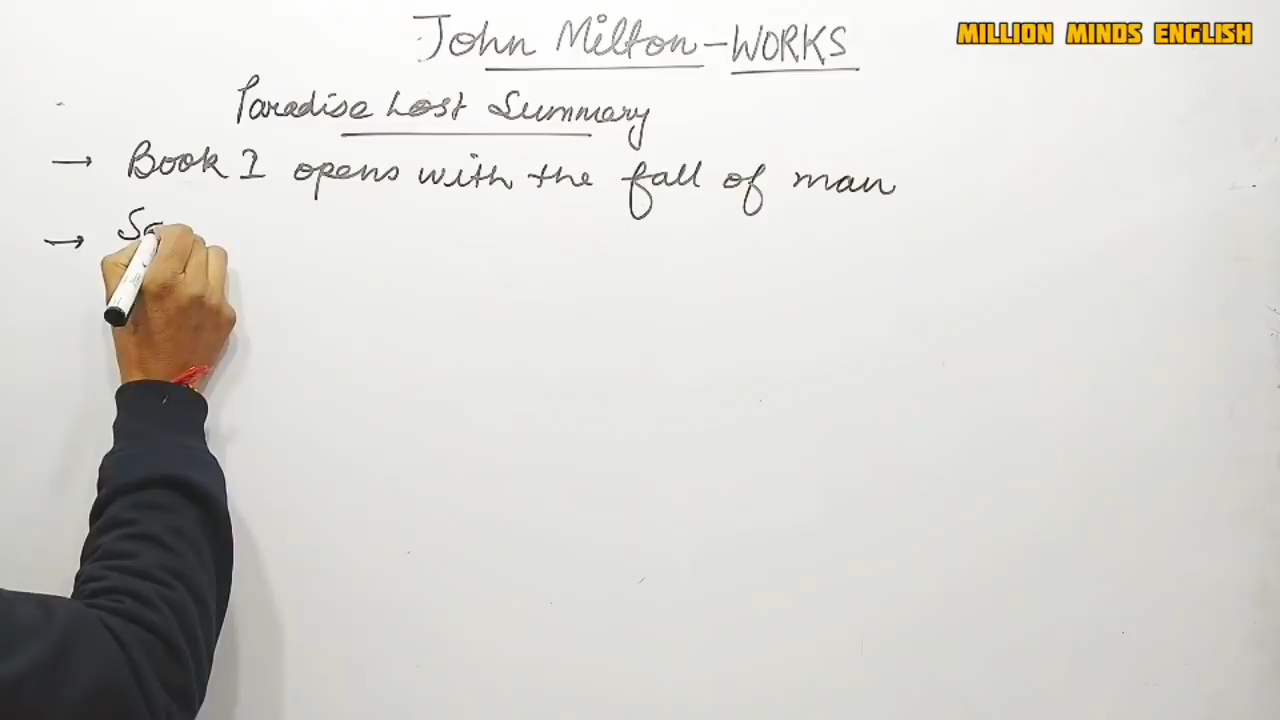 John Milton - WORKS
MILLION MINDS ENGLISH
Paradise Lost Summary
→ Book I opens with the fall of man
→